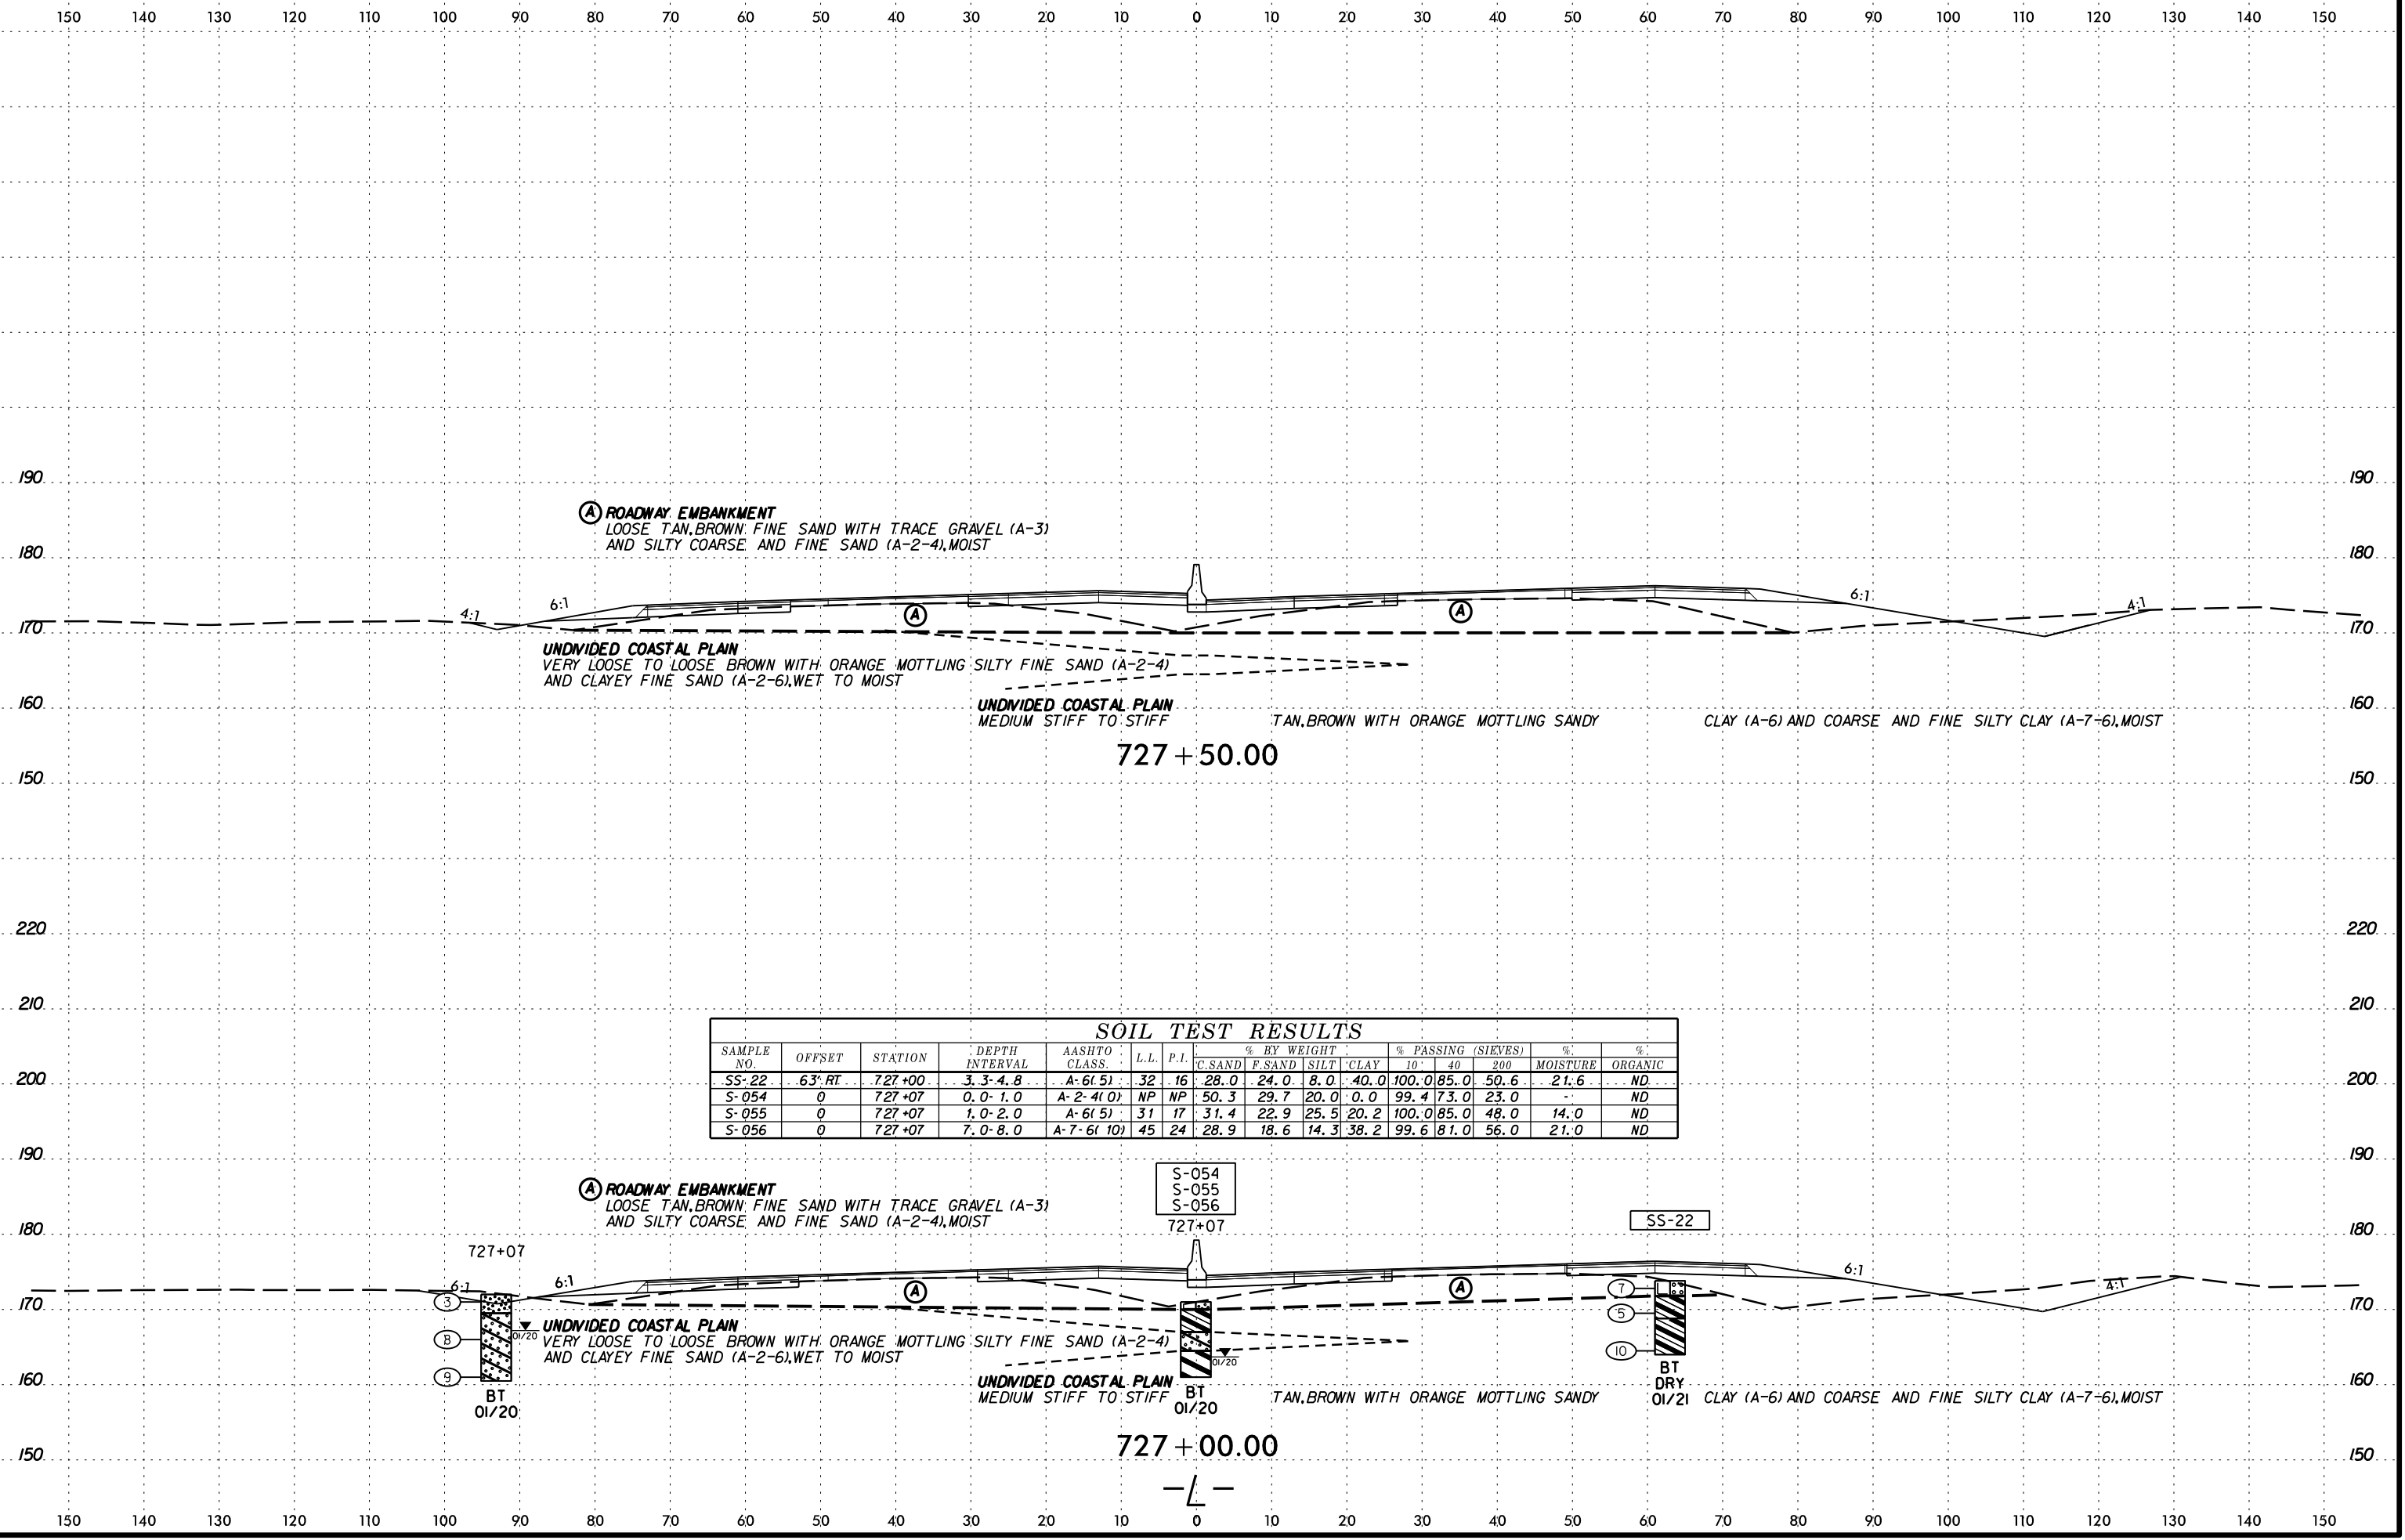 150 140 130 120 110 100 90 80 70 60 50 40 30 20 10 0 10 20 30 40 50 60 70 80 90 100 110 120 130 140 150
190 190
A ROADWAY EMBANKMENT
LOOSE TAN,BROWN FINE SAND WITH TRACE GRAVEL (A-3)
AND SILTY COARSE AND FINE SAND (A-2-4),MOIST
180 180
4:1 6:1 A A 6:1 4:1
170 170
UNDIVIDED COASTAL PLAIN
VERY LOOSE TO LOOSE BROWN WITH ORANGE MOTTLING SILTY FINE SAND (A-2-4)
AND CLAYEY FINE SAND (A-2-6),WET TO MOIST
160 160
UNDIVIDED COASTAL PLAIN
MEDIUM STIFF TO STIFF TAN,BROWN WITH ORANGE MOTTLING SANDY CLAY (A-6) AND COARSE AND FINE SILTY CLAY (A-7-6),MOIST
727+50.00
150 150
220 220
210 210
SOIL TEST RESULTS
SAMPLE NO. OFFSET STATION DEPTH INTERVAL AASHTO CLASS. L.L. P.I. % BY WEIGHT % PASSING (SIEVES) % MOISTURE % ORGANIC
C.SAND F.SAND SILT CLAY 10 40 200
200 200
SS-22 63' RT 727+00 3.3-4.8 A-6(5) 32 16 28.0 24.0 8.0 40.0 100.0 85.0 50.6 21.6 ND
S-054 0 727+07 0.0-1.0 A-2-4(0) NP NP 50.3 29.7 20.0 0.0 99.4 73.0 23.0 - ND
S-055 0 727+07 1.0-2.0 A-6(5) 31 17 31.4 22.9 25.5 20.2 100.0 85.0 48.0 14.0 ND
S-056 0 727+07 7.0-8.0 A-7-6(10) 45 24 28.9 18.6 14.3 38.2 99.6 81.0 56.0 21.0 ND
190 190
S-054
S-055
S-056
727+07
A ROADWAY EMBANKMENT
LOOSE TAN,BROWN FINE SAND WITH TRACE GRAVEL (A-3)
AND SILTY COARSE AND FINE SAND (A-2-4),MOIST
SS-22
180 180
727+07
6:1 6:1 A A 6:1 4:1
170 170
3
8
9
7
5
10
01/20
UNDIVIDED COASTAL PLAIN
VERY LOOSE TO LOOSE BROWN WITH ORANGE MOTTLING SILTY FINE SAND (A-2-4)
AND CLAYEY FINE SAND (A-2-6),WET TO MOIST
01/20
160 160
BT
01/20
UNDIVIDED COASTAL PLAIN
MEDIUM STIFF TO STIFF TAN,BROWN WITH ORANGE MOTTLING SANDY CLAY (A-6) AND COARSE AND FINE SILTY CLAY (A-7-6),MOIST
BT
01/20
BT
DRY
01/21
727+00.00
150 150
-L-
150 140 130 120 110 100 90 80 70 60 50 40 30 20 10 0 10 20 30 40 50 60 70 80 90 100 110 120 130 140 150